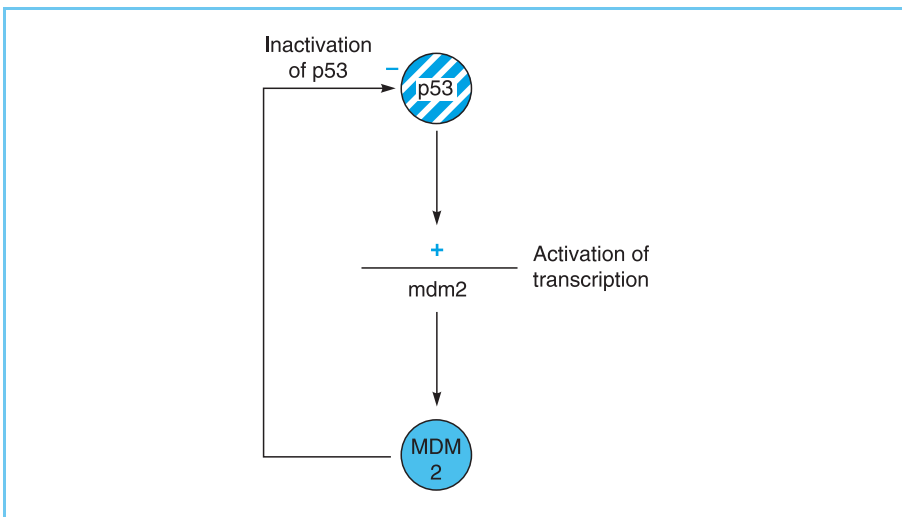 Inactivation
of p53
–
p53
+
Activation of
transcription
mdm2
MDM
2